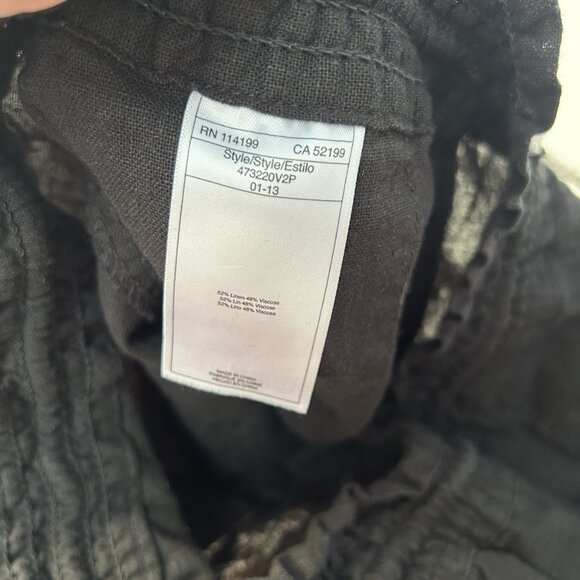 RN 114199 CA 52199
Style/Style/Estilo
473220V2P
01-13
52% Linen 48% Viscose
52% Lin 48% Viscose
52% Lino 48% Viscosa
MADE IN CHINA
FABRIQUÉ EN CHINE
HECHO EN CHINA